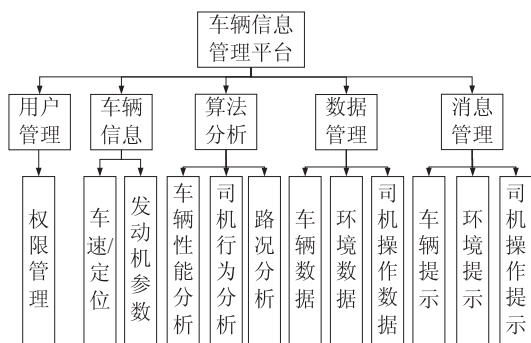 车辆信息
管理平台
用户
管理
车辆
信息
算法
分析
数据
管理
消息
管理
权限管理
车速/定位
发动机参数
车辆性能分析
司机行为分析
路况分析
车辆数据
环境数据
司机操作数据
车辆提示
环境提示
司机操作提示